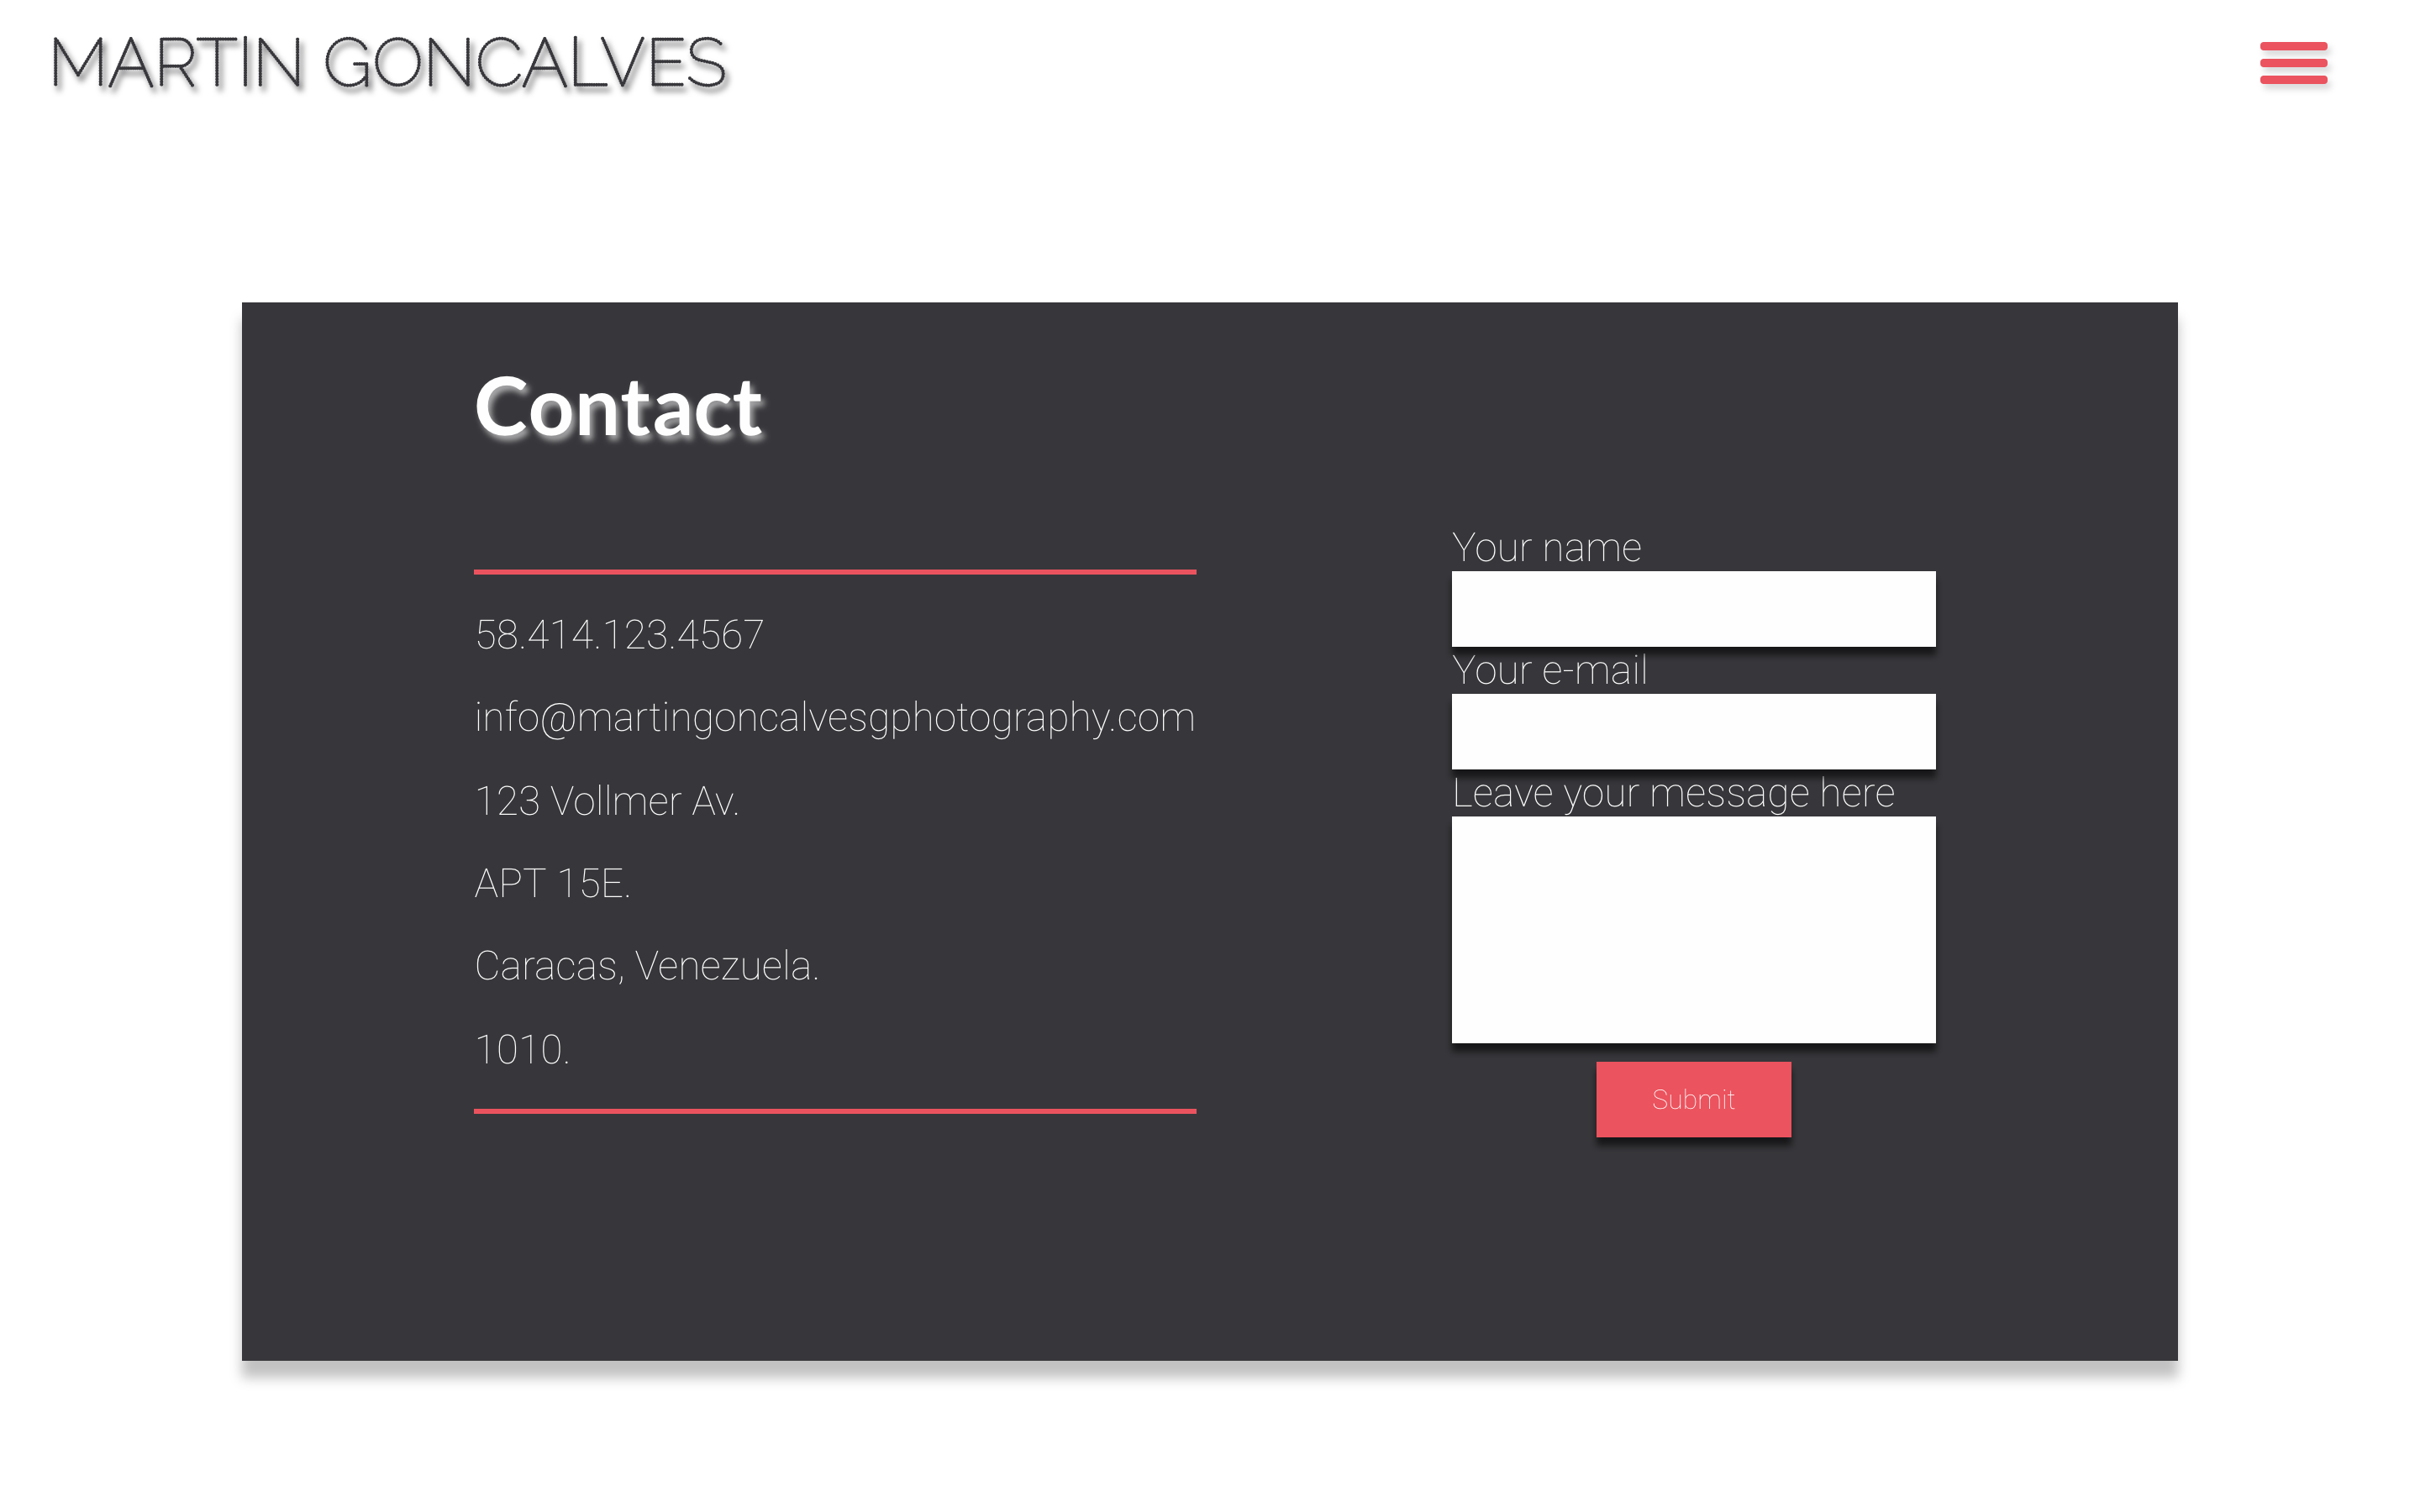 MARTIN GONCALVES
Contact
58.414.123.4567
info@martingoncalvesgphotography.com
123 Vollmer Av.
APT 15E.
Caracas, Venezuela.
1010.
Your name
Your e-mail
Leave your message here
Submit